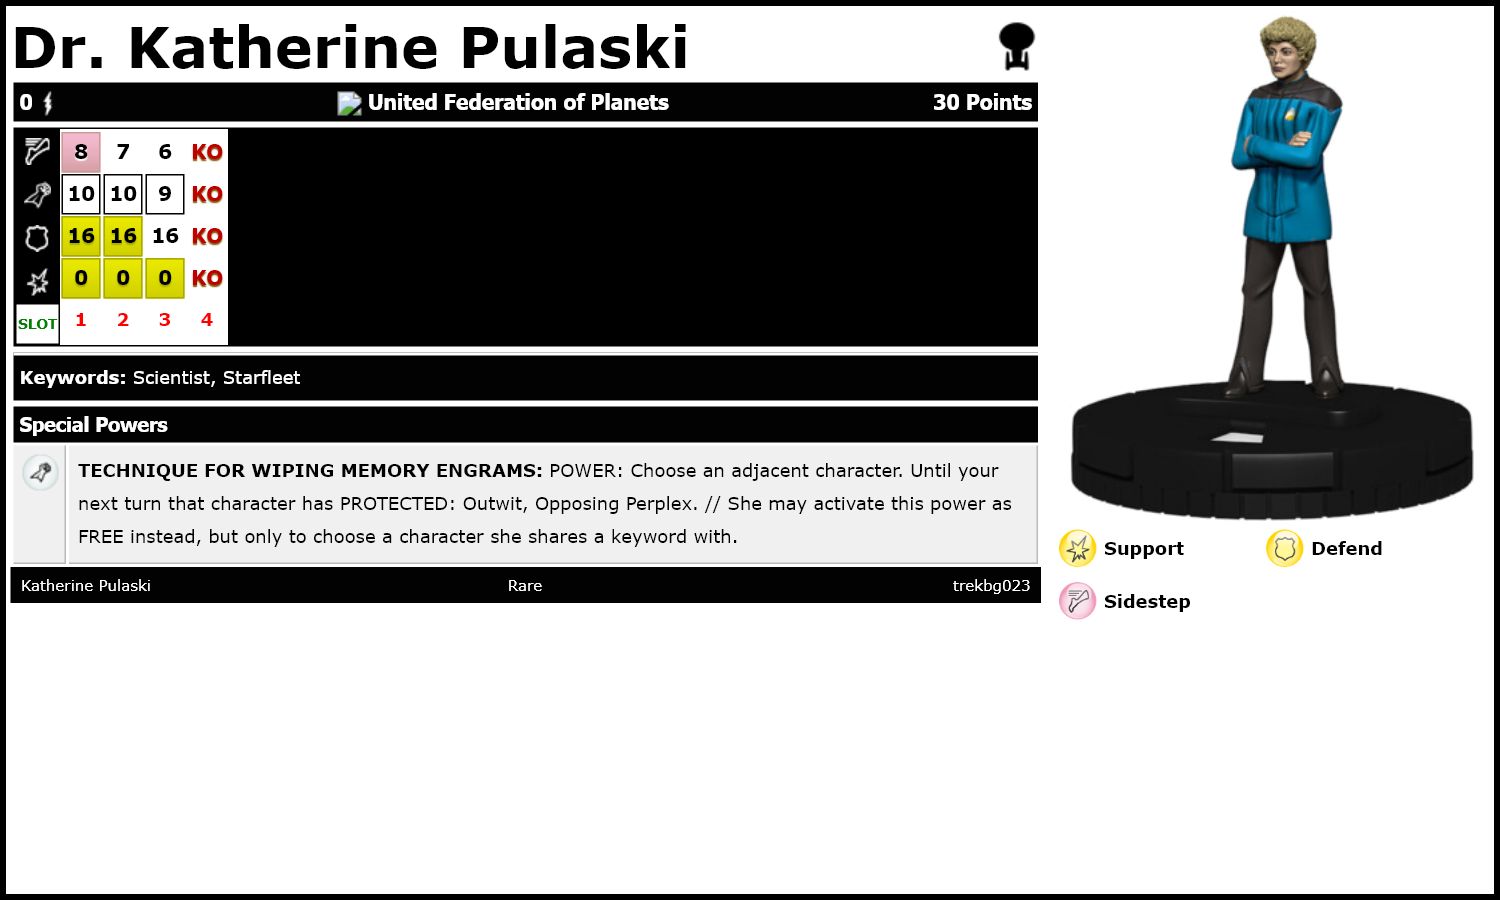 Dr. Katherine Pulaski
0 United Federation of Planets 30 Points
8 7 6 KO
10 10 9 KO
16 16 16 KO
0 0 0 KO
SLOT 1 2 3 4
Keywords: Scientist, Starfleet
Special Powers
TECHNIQUE FOR WIPING MEMORY ENGRAMS: POWER: Choose an adjacent character. Until your
next turn that character has PROTECTED: Outwit, Opposing Perplex. // She may activate this power as
FREE instead, but only to choose a character she shares a keyword with.
Katherine Pulaski Rare trekbg023
Support Defend
Sidestep